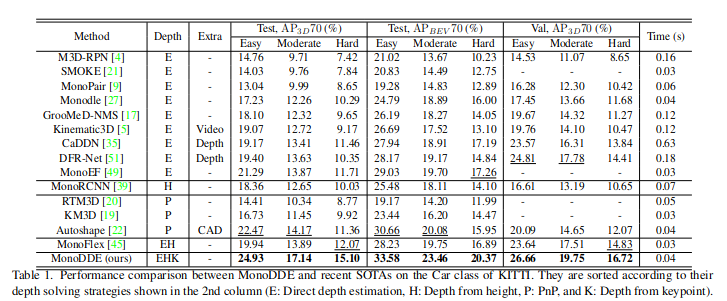 Method Depth Extra Test, AP3D70 (%) Test, APBEV70 (%) Val, AP3D70 (%) Time (s)
Easy Moderate Hard Easy Moderate Hard Easy Moderate Hard
M3D-RPN [4] E - 14.76 9.71 7.42 21.02 13.67 10.23 14.53 11.07 8.65 0.16
SMOKE [21] E - 14.03 9.76 7.84 20.83 14.49 12.75 - - - 0.03
MonoPair [9] E - 13.04 9.99 8.65 19.28 14.83 12.89 16.28 12.30 10.42 0.06
Monodle [27] E - 17.23 12.26 10.29 24.79 18.89 16.00 17.45 13.66 11.68 0.04
GrooMeD-NMS [17] E - 18.10 12.32 9.65 26.19 18.27 14.05 19.67 14.32 11.27 0.12
Kinematic3D [5] E Video 19.07 12.72 9.17 26.69 17.52 13.10 19.76 14.10 10.47 0.12
CaDDN [35] E Depth 19.17 13.41 11.46 27.94 18.91 17.19 23.57 16.31 13.84 0.63
DFR-Net [51] E Depth 19.40 13.63 10.35 28.17 19.17 14.84 24.81 17.78 14.41 0.18
MonoEF [49] E - 21.29 13.87 11.71 29.03 19.70 17.26 - - - 0.03
MonoRCNN [39] H - 18.36 12.65 10.03 25.48 18.11 14.10 16.61 13.19 10.65 0.07
RTM3D [20] P - 14.41 10.34 8.77 19.17 14.20 11.99 - - - 0.05
KM3D [19] P - 16.73 11.45 9.92 23.44 16.20 14.47 - - - 0.03
Autoshape [22] P CAD 22.47 14.17 11.36 30.66 20.08 15.95 20.09 14.65 12.07 0.04
MonoFlex [45] EH - 19.94 13.89 12.07 28.23 19.75 16.89 23.64 17.51 14.83 0.03
MonoDDE (ours) EHK - 24.93 17.14 15.10 33.58 23.46 20.37 26.66 19.75 16.72 0.04
Table 1. Performance comparison between MonoDDE and recent SOTAs on the Car class of KITTI. They are sorted according to their
depth solving strategies shown in the 2nd column (E: Direct depth estimation, H: Depth from height, P: PnP, and K: Depth from keypoint).